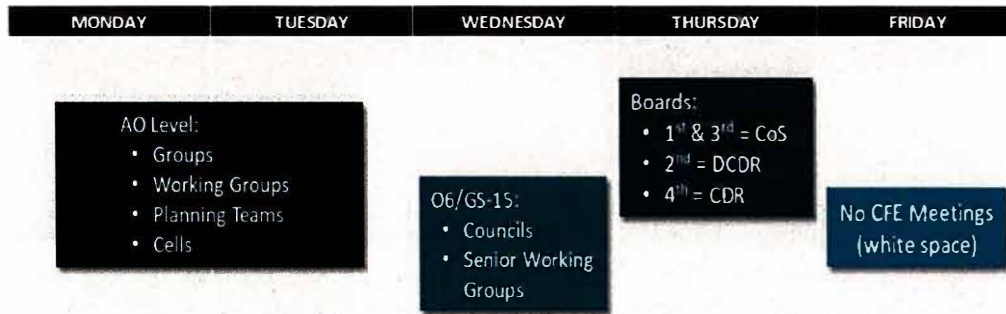 MONDAY TUESDAY WEDNESDAY THURSDAY FRIDAY
AO Level:
• Groups
• Working Groups
• Planning Teams
• Cells
O6/GS-15:
• Councils
• Senior Working
Groups
Boards:
• 1st & 3rd = CoS
• 2nd = DCDR
• 4th = CDR
No CFE Meetings
(white space)